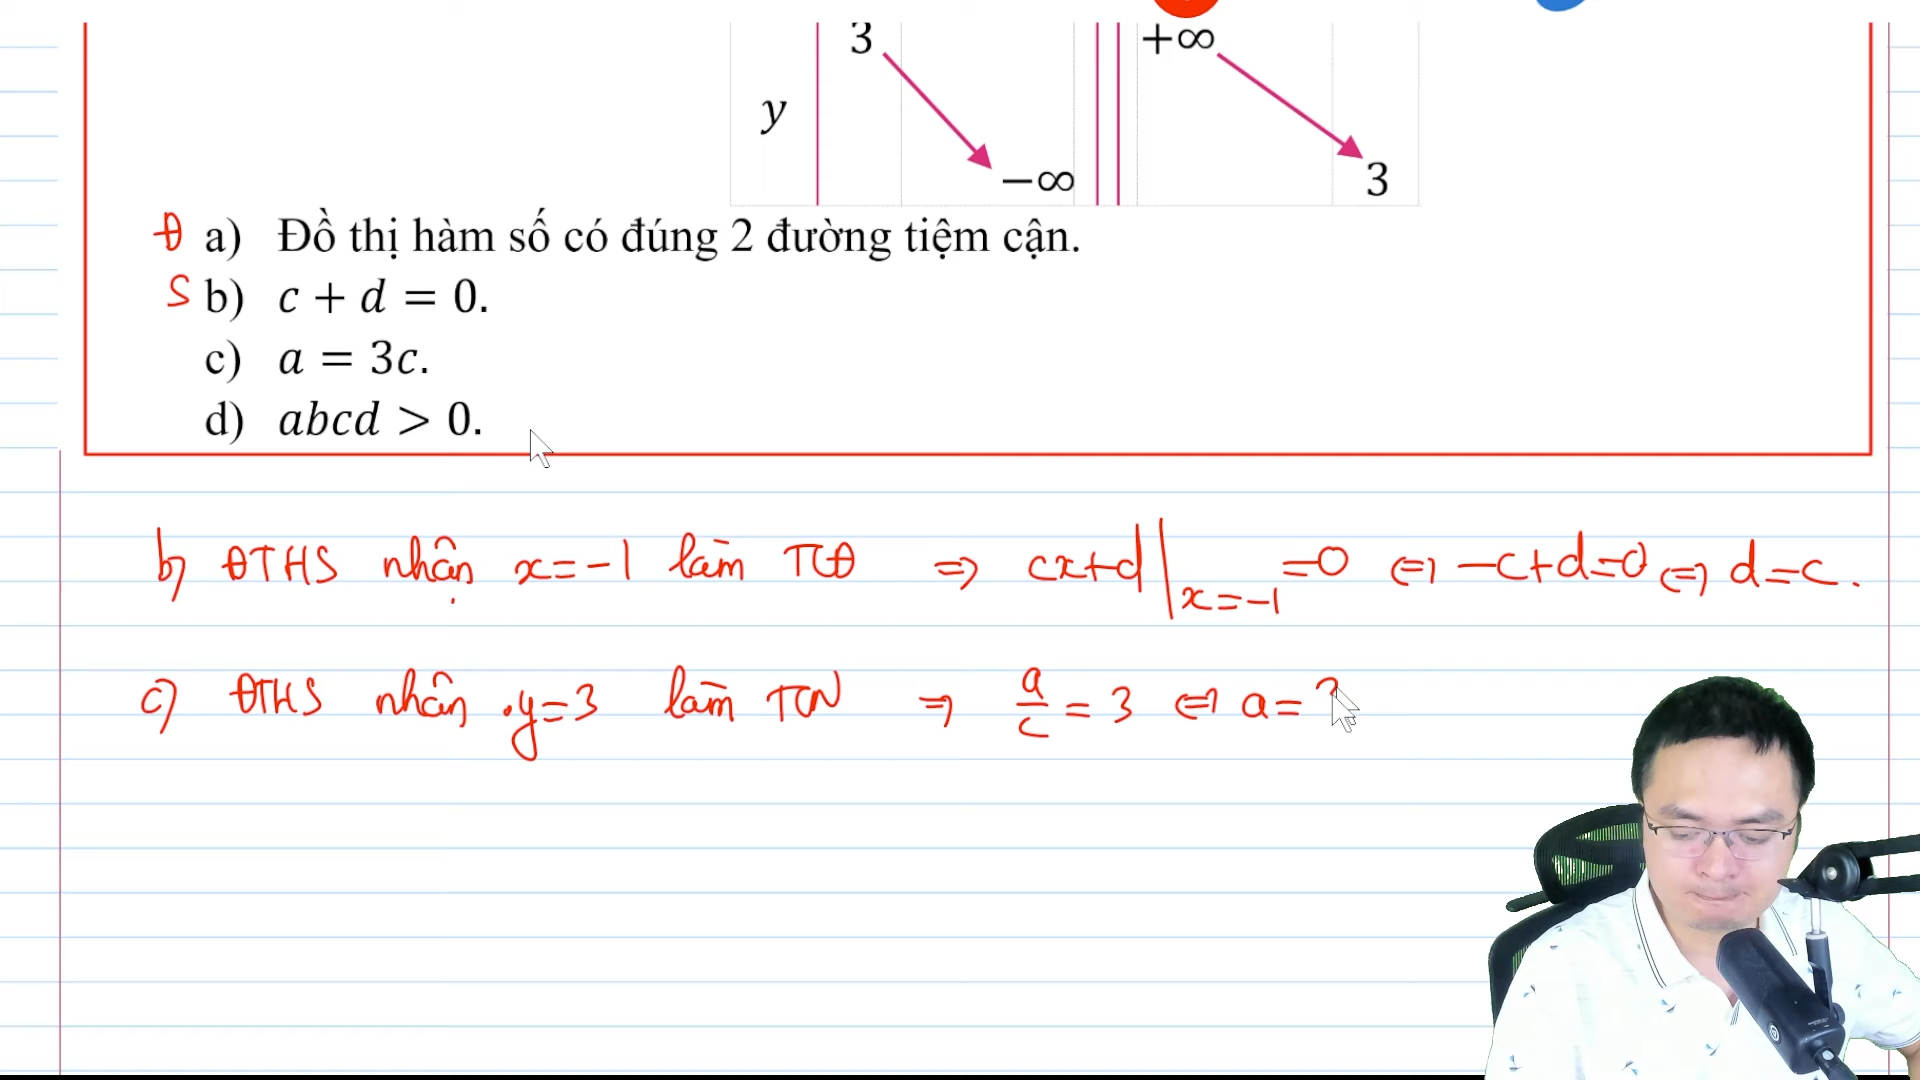 3 +∞
y
−∞ 3
Đ a) Đồ thị hàm số có đúng 2 đường tiệm cận.
S b) c + d = 0.
c) a = 3c.
d) abcd > 0.
b) ĐTHS nhận x=-1 làm TCĐ ⇒ cx+d|x=-1 =0 ⇔ -c+d=0 ⇔ d=c.
c) ĐTHS nhận y=3 làm TCN ⇒ a/c = 3 ⇔ a=